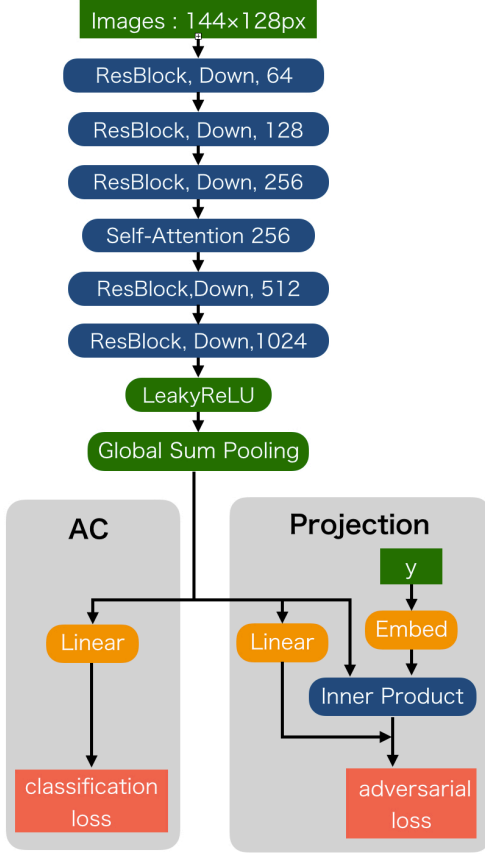 Images : 144×128px
ResBlock, Down, 64
ResBlock, Down, 128
ResBlock, Down, 256
Self-Attention 256
ResBlock,Down, 512
ResBlock, Down,1024
LeakyReLU
Global Sum Pooling
AC
Linear
classification
loss
Projection
y
Linear
Embed
Inner Product
adversarial
loss